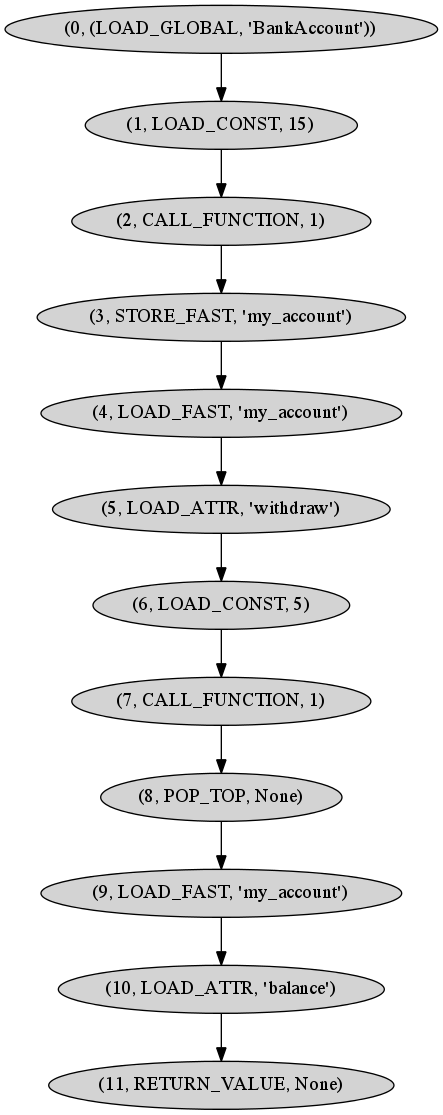 (0, (LOAD_GLOBAL, 'BankAccount'))
(1, LOAD_CONST, 15)
(2, CALL_FUNCTION, 1)
(3, STORE_FAST, 'my_account')
(4, LOAD_FAST, 'my_account')
(5, LOAD_ATTR, 'withdraw')
(6, LOAD_CONST, 5)
(7, CALL_FUNCTION, 1)
(8, POP_TOP, None)
(9, LOAD_FAST, 'my_account')
(10, LOAD_ATTR, 'balance')
(11, RETURN_VALUE, None)